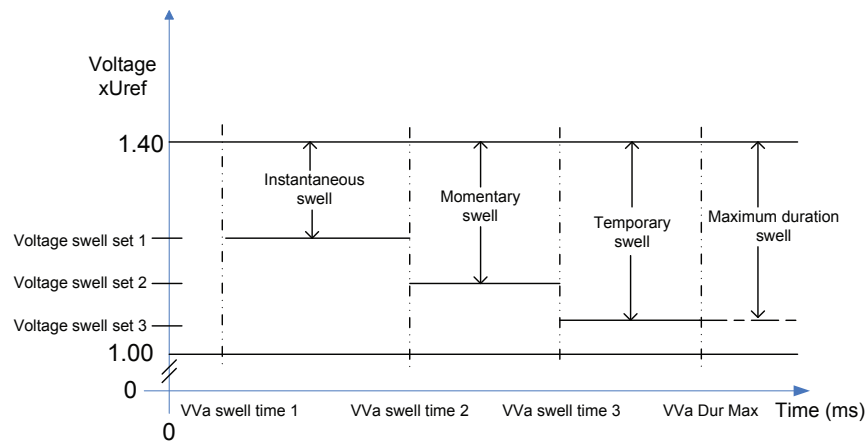 Voltage
xUref
1.40
Instantaneous
swell
Momentary
swell
Temporary
swell
Maximum duration
swell
Voltage swell set 1
Voltage swell set 2
Voltage swell set 3
1.00
0
VVa swell time 1
VVa swell time 2
VVa swell time 3
VVa Dur Max
Time (ms)
0